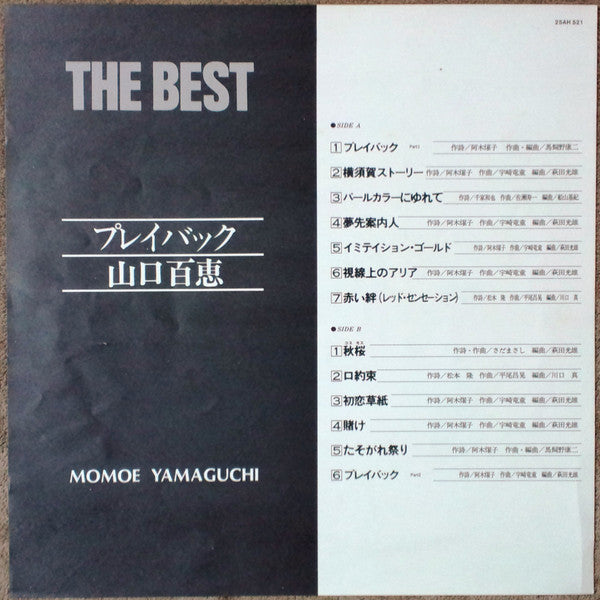 THE BEST
プレイバック
山口百恵
MOMOE YAMAGUCHI
25AH 521
●SIDE A
1 プレイバック Part1 作詩/阿木燿子 作曲・編曲/馬飼野康二
2 横須賀ストーリー 作詩/阿木燿子 作曲/宇崎竜童 編曲/萩田光雄
3 パールカラーにゆれて 作詩/千家和也 作曲/佐瀬寿一 編曲/船山基紀
4 夢先案内人 作詩/阿木燿子 作曲/宇崎竜童 編曲/萩田光雄
5 イミテイション・ゴールド 作詩/阿木燿子 作曲/宇崎竜童 編曲/萩田光雄
6 視線上のアリア 作詩/阿木燿子 作曲/宇崎竜童 編曲/萩田光雄
7 赤い絆(レッド・センセーション) 作詩/松本 隆 作曲/平尾昌晃 編曲/川口 真
●SIDE B
1 秋桜 作詩・作曲/さだまさし 編曲/萩田光雄
2 口約束 作詩/松本 隆 作曲/平尾昌晃 編曲/川口 真
3 初恋草紙 作詩/阿木燿子 作曲/宇崎竜童 編曲/萩田光雄
4 賭け 作詩/阿木燿子 作曲/宇崎竜童 編曲/萩田光雄
5 たそがれ祭り 作詩/阿木燿子 作曲・編曲/馬飼野康二
6 プレイバック Part2 作詩/阿木燿子 作曲/宇崎竜童 編曲/萩田光雄